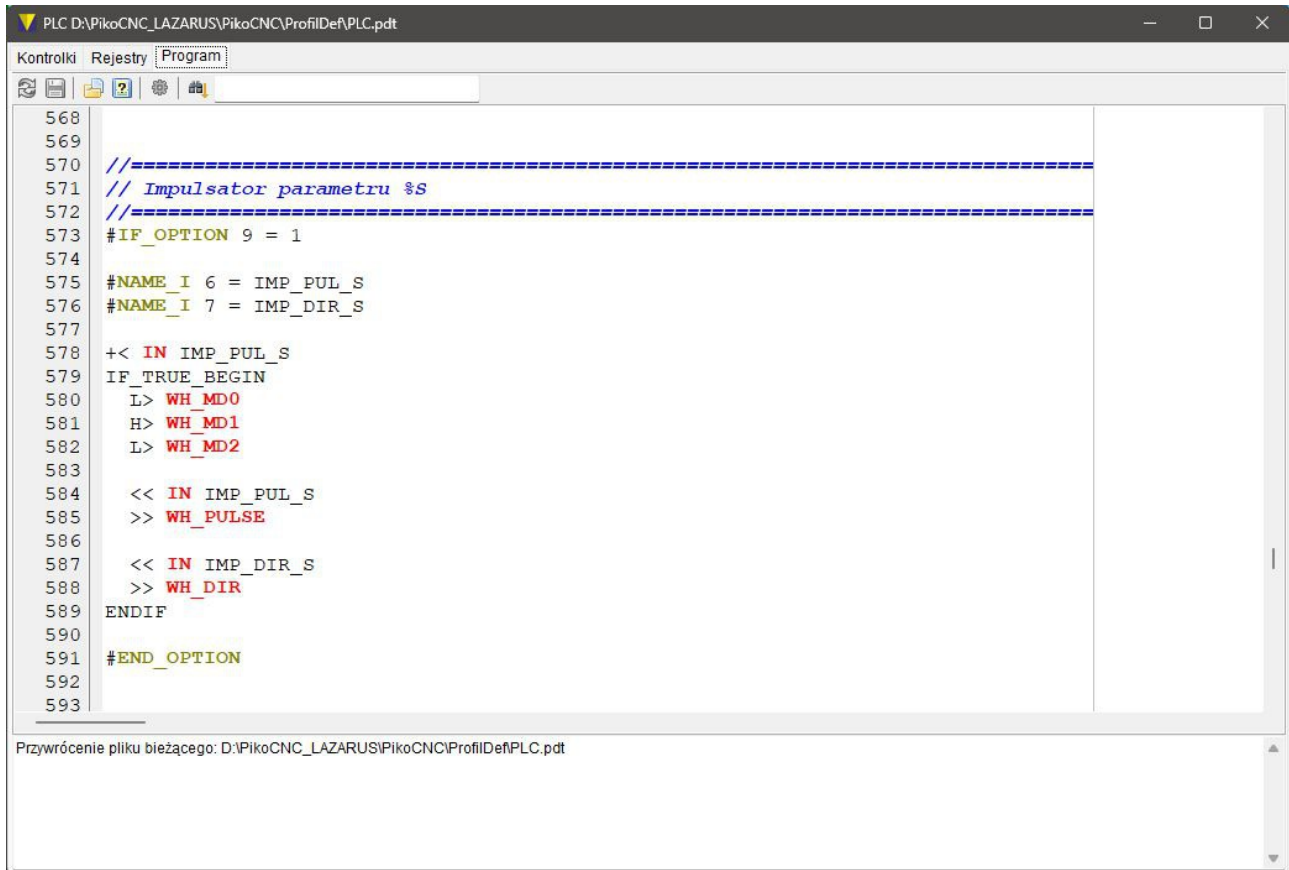 PLC D:\PikoCNC_LAZARUS\PikoCNC\ProfilDef\PLC.pdt
Kontrolki Rejestry Program
568
569
570 //==============================================================================
571 // Impulsator parametru %S
572 //==============================================================================
573 #IF_OPTION 9 = 1
574
575 #NAME_I 6 = IMP_PUL_S
576 #NAME_I 7 = IMP_DIR_S
577
578 +< IN IMP_PUL_S
579 IF_TRUE_BEGIN
580 L> WH_MD0
581 H> WH_MD1
582 L> WH_MD2
583
584 << IN IMP_PUL_S
585 >> WH_PULSE
586
587 << IN IMP_DIR_S
588 >> WH_DIR
589 ENDIF
590
591 #END_OPTION
592
593
Przywrócenie pliku bieżącego: D:\PikoCNC_LAZARUS\PikoCNC\ProfilDef\PLC.pdt